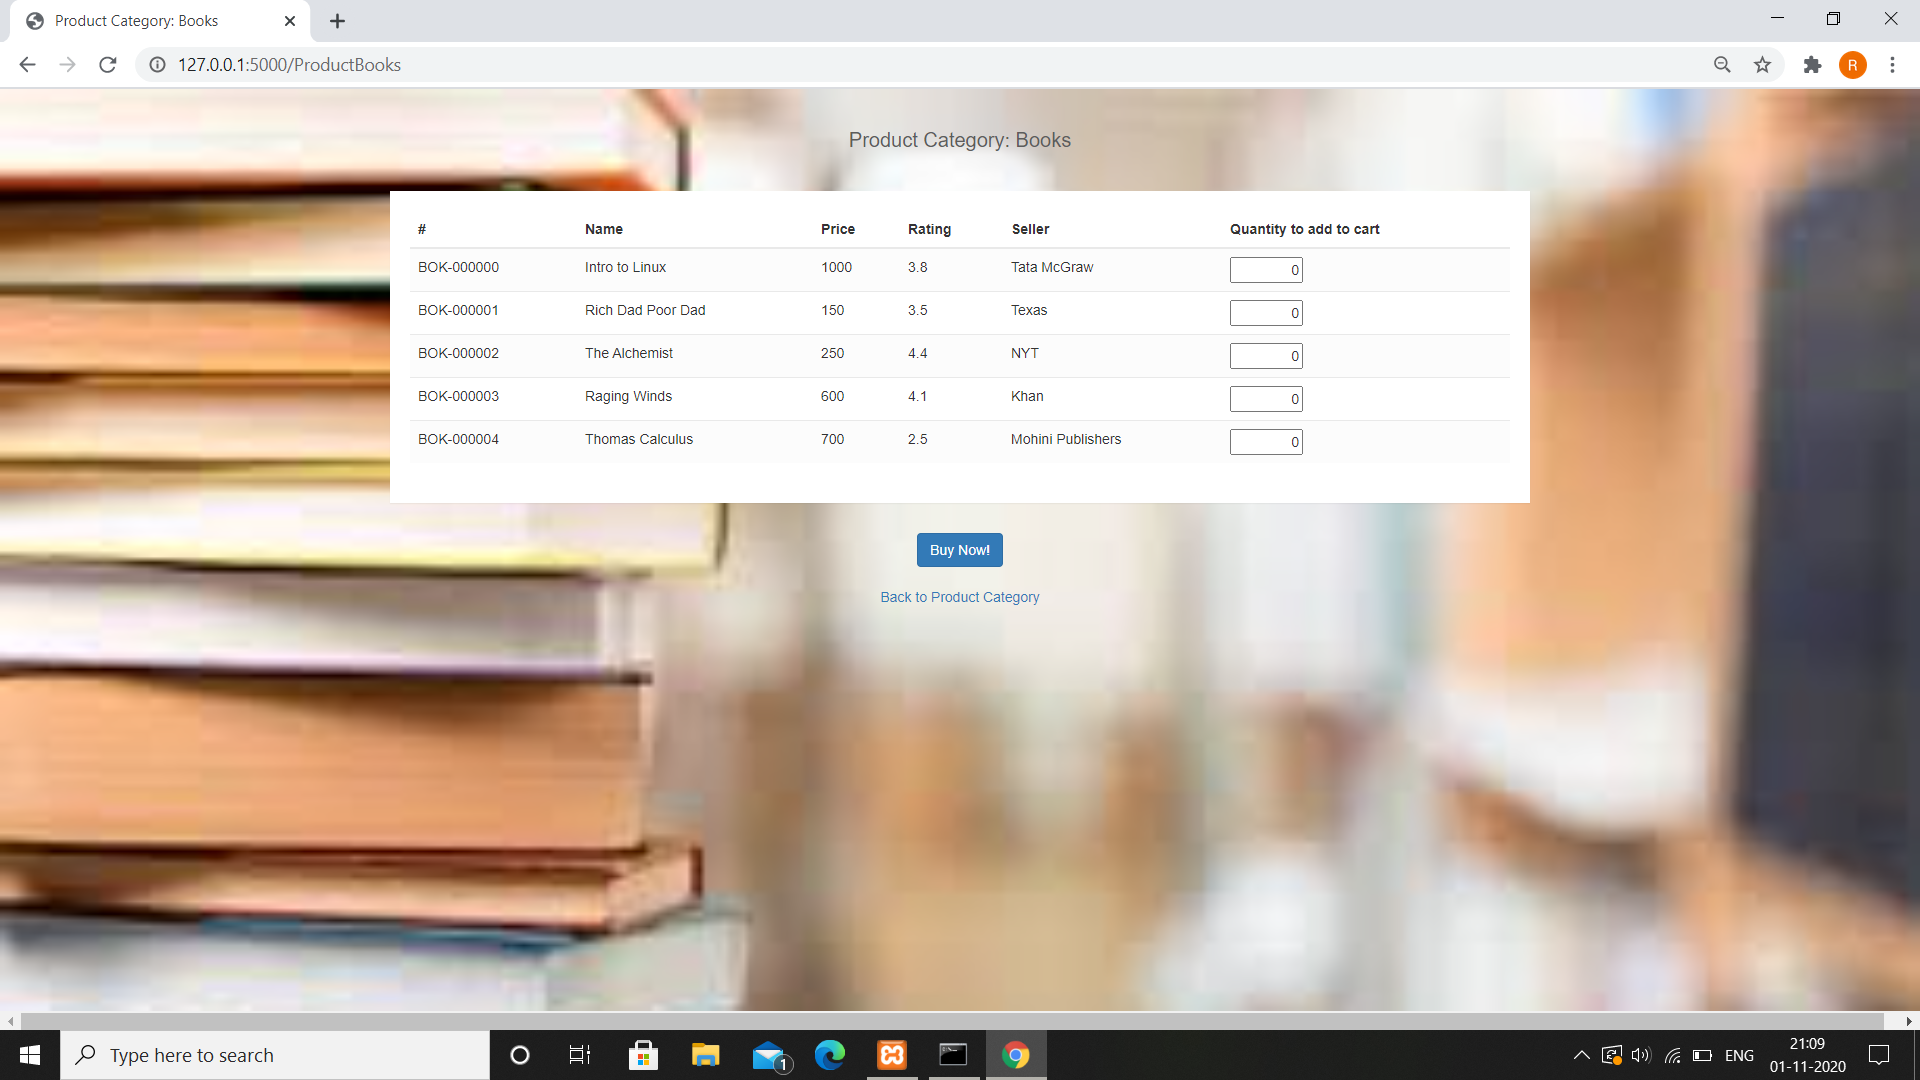 Product Category: Books
127.0.0.1:5000/ProductBooks
R
Product Category: Books
# Name Price Rating Seller Quantity to add to cart
BOK-000000 Intro to Linux 1000 3.8 Tata McGraw 0
BOK-000001 Rich Dad Poor Dad 150 3.5 Texas 0
BOK-000002 The Alchemist 250 4.4 NYT 0
BOK-000003 Raging Winds 600 4.1 Khan 0
BOK-000004 Thomas Calculus 700 2.5 Mohini Publishers 0
Buy Now!
Back to Product Category
Type here to search
1
ENG
21:09
01-11-2020